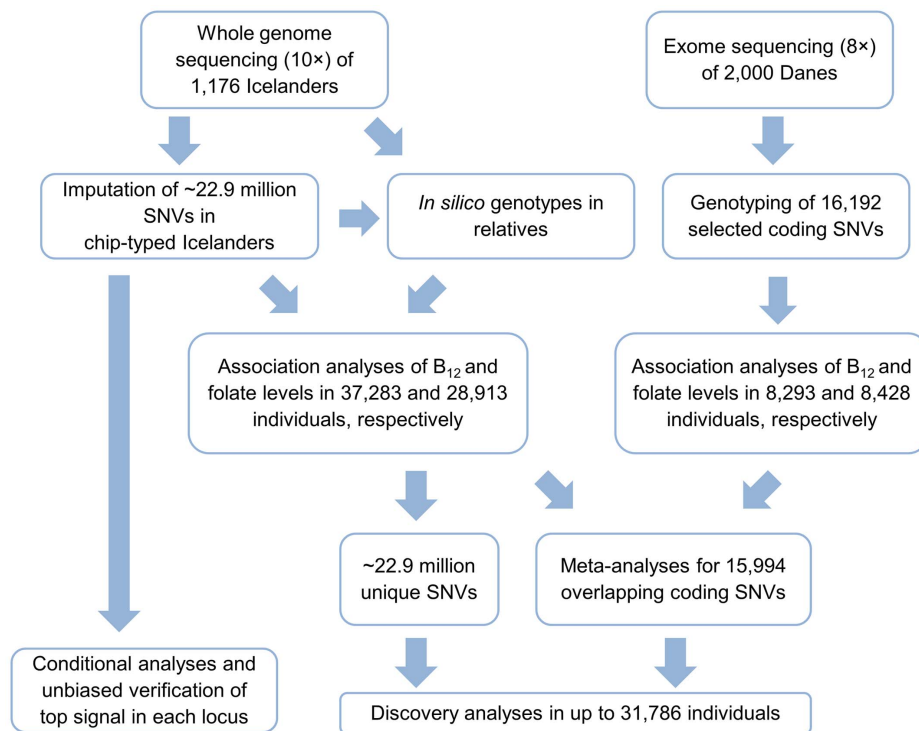 Whole genome
sequencing (10×) of
1,176 Icelanders
Exome sequencing (8×)
of 2,000 Danes
Imputation of ~22.9 million
SNVs in
chip-typed Icelanders
In silico genotypes in
relatives
Genotyping of 16,192
selected coding SNVs
Association analyses of B12 and
folate levels in 37,283 and 28,913
individuals, respectively
Association analyses of B12 and
folate levels in 8,293 and 8,428
individuals, respectively
~22.9 million
unique SNVs
Meta-analyses for 15,994
overlapping coding SNVs
Conditional analyses and
unbiased verification of
top signal in each locus
Discovery analyses in up to 31,786 individuals